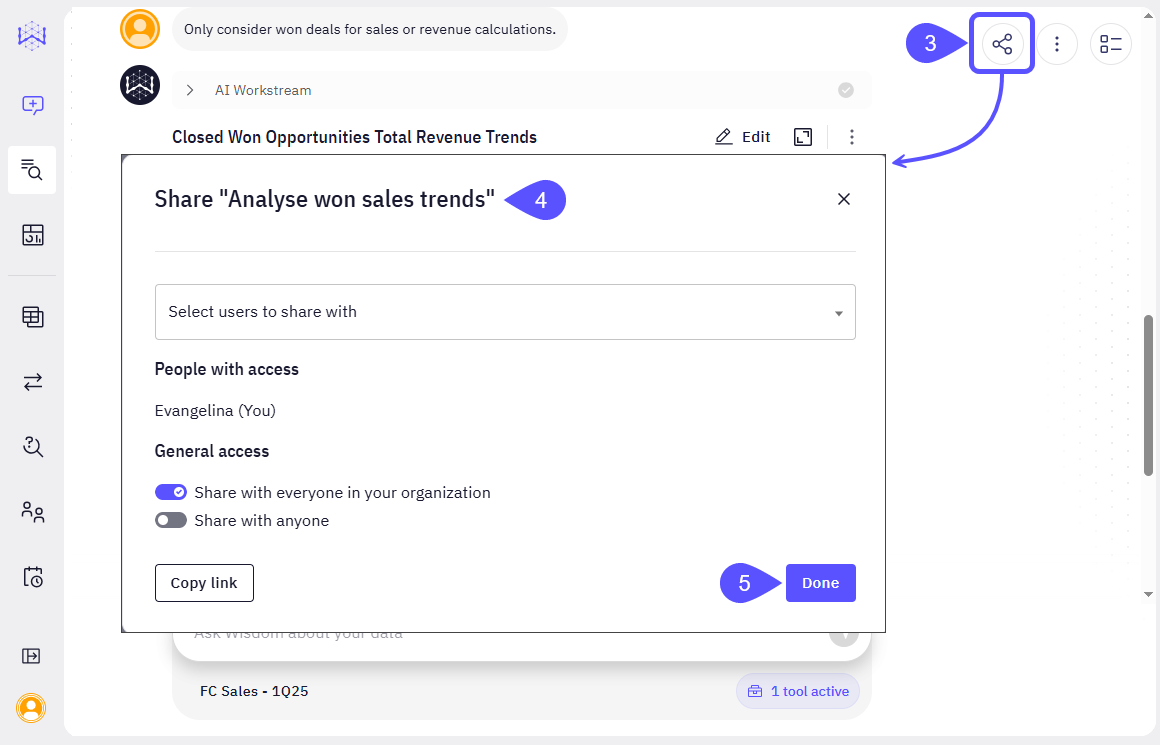 Only consider won deals for sales or revenue calculations.
3
AI Workstream
Closed Won Opportunities Total Revenue Trends
Edit
Share "Analyse won sales trends"
4
Select users to share with
People with access
Evangelina (You)
General access
Share with everyone in your organization
Share with anyone
Copy link
5
Done
Ask Wisdom about your data
FC Sales - 1Q25
1 tool active